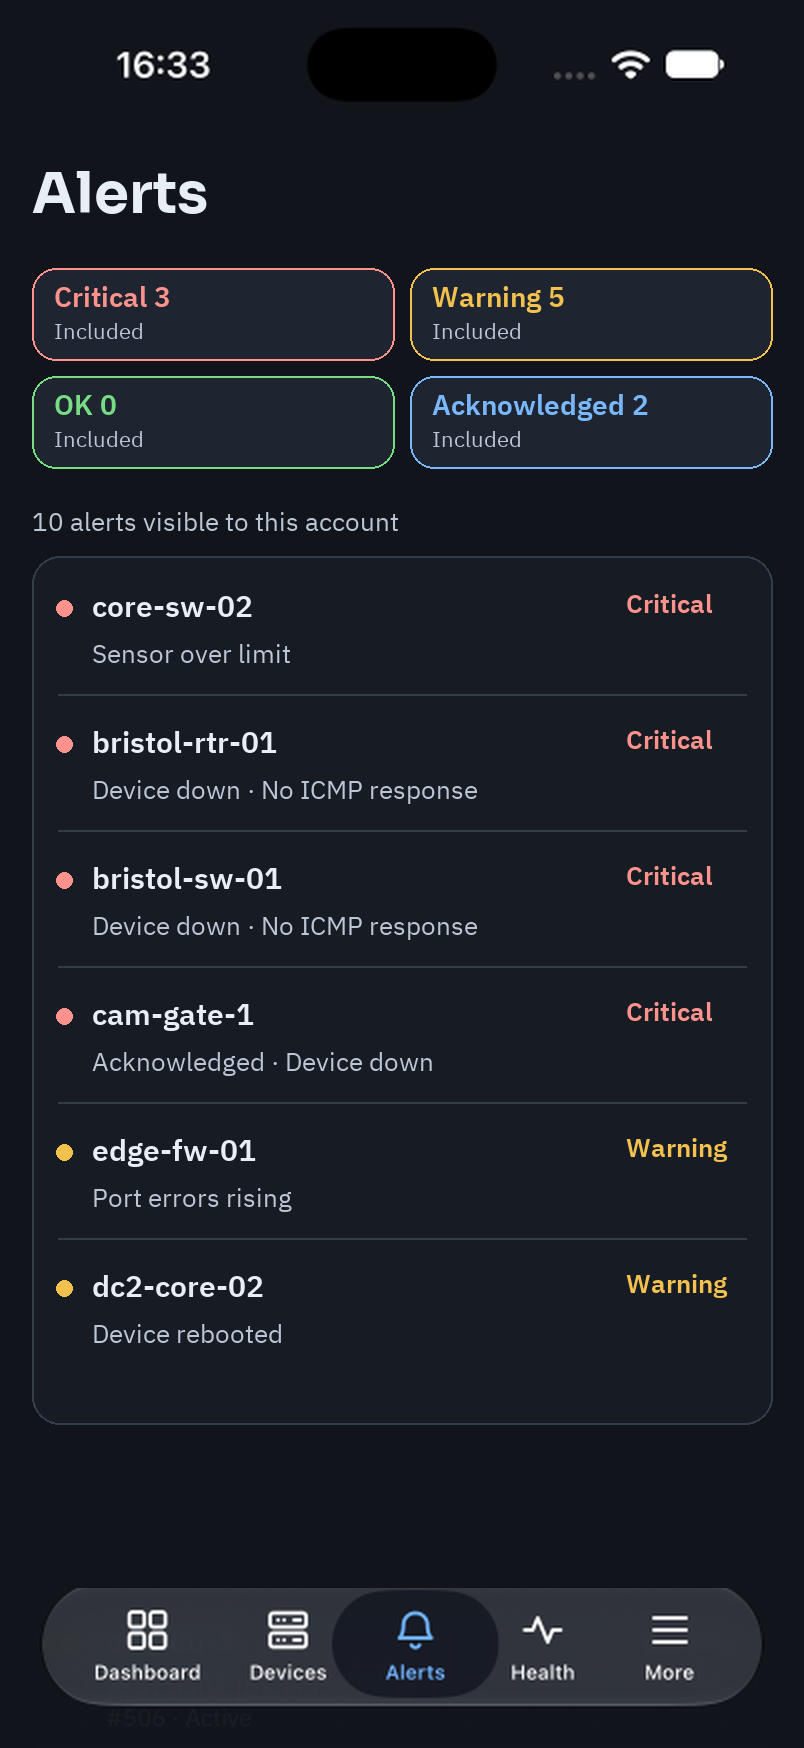 16:33
Alerts
Critical 3
Included
Warning 5
Included
OK 0
Included
Acknowledged 2
Included
10 alerts visible to this account
core-sw-02
Critical
Sensor over limit
bristol-rtr-01
Critical
Device down · No ICMP response
bristol-sw-01
Critical
Device down · No ICMP response
cam-gate-1
Critical
Acknowledged · Device down
edge-fw-01
Warning
Port errors rising
dc2-core-02
Warning
Device rebooted
Dashboard
Devices
Alerts
Health
More
#506 · Active